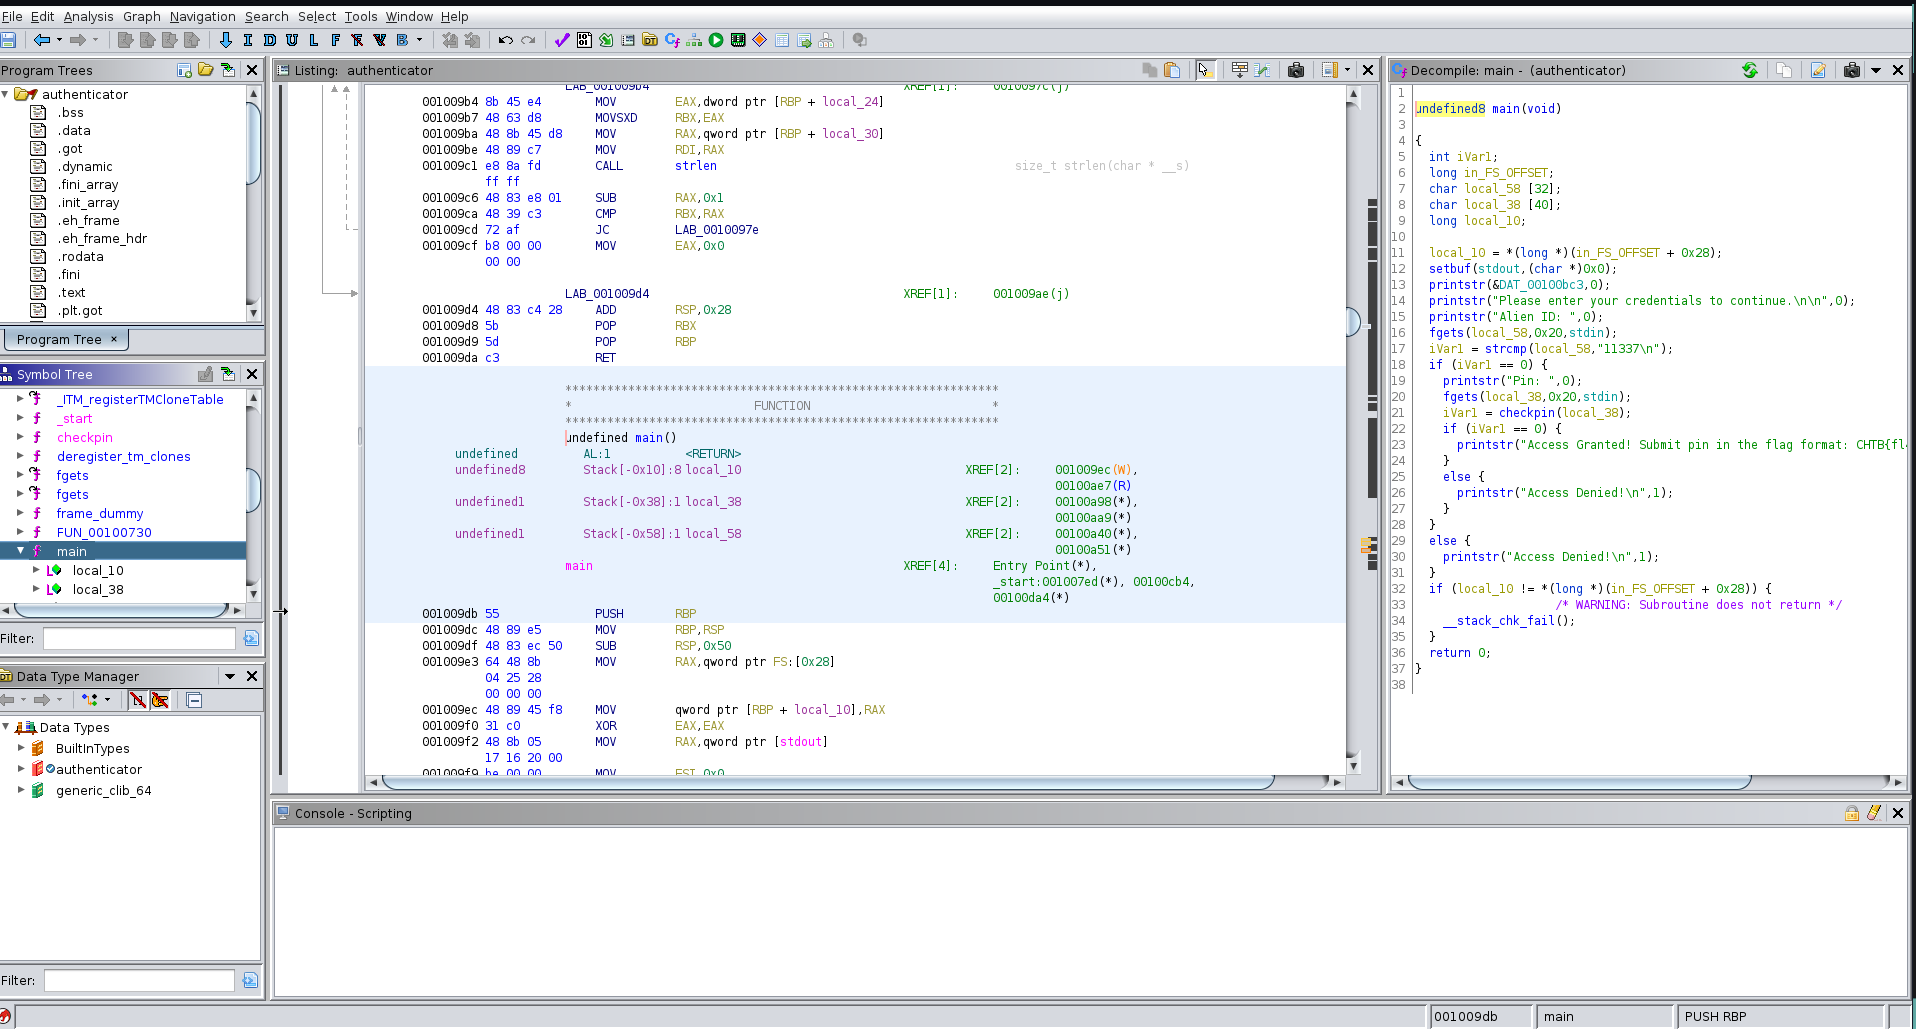 File Edit Analysis Graph Navigation Search Select Tools Window Help
I D U L F B
Program Trees
authenticator
.bss
.data
.got
.dynamic
.fini_array
.init_array
.eh_frame
.eh_frame_hdr
.rodata
.fini
.text
.plt.got
Program Tree ×
Symbol Tree
_ITM_registerTMCloneTable
_start
checkpin
deregister_tm_clones
fgets
fgets
frame_dummy
FUN_00100730
main
local_10
local_38
Filter:
Data Type Manager
Data Types
BuiltInTypes
authenticator
generic_clib_64
Filter:
Listing: authenticator
LAB_001009b4 XREF[1]: 0010097c(j)
001009b4 8b 45 e4 MOV EAX,dword ptr [RBP + local_24]
001009b7 48 63 d8 MOVSXD RBX,EAX
001009ba 48 8b 45 d8 MOV RAX,qword ptr [RBP + local_30]
001009be 48 89 c7 MOV RDI,RAX
001009c1 e8 8a fd CALL strlen size_t strlen(char * __s)
ff ff
001009c6 48 83 e8 01 SUB RAX,0x1
001009ca 48 39 c3 CMP RBX,RAX
001009cd 72 af JC LAB_0010097e
001009cf b8 00 00 MOV EAX,0x0
00 00
LAB_001009d4 XREF[1]: 001009ae(j)
001009d4 48 83 c4 28 ADD RSP,0x28
001009d8 5b POP RBX
001009d9 5d POP RBP
001009da c3 RET
**************************************************************
* FUNCTION *
**************************************************************
undefined main()
undefined AL:1 <RETURN>
undefined8 Stack[-0x10]:8 local_10 XREF[2]: 001009ec(W),
00100ae7(R)
undefined1 Stack[-0x38]:1 local_38 XREF[2]: 00100a98(*),
00100aa9(*)
undefined1 Stack[-0x58]:1 local_58 XREF[2]: 00100a40(*),
00100a51(*)
main XREF[4]: Entry Point(*),
_start:001007ed(*), 00100cb4,
00100da4(*)
001009db 55 PUSH RBP
001009dc 48 89 e5 MOV RBP,RSP
001009df 48 83 ec 50 SUB RSP,0x50
001009e3 64 48 8b MOV RAX,qword ptr FS:[0x28]
04 25 28
00 00 00
001009ec 48 89 45 f8 MOV qword ptr [RBP + local_10],RAX
001009f0 31 c0 XOR EAX,EAX
001009f2 48 8b 05 MOV RAX,qword ptr [stdout]
17 16 20 00
001009f9 be 00 00 MOV ESI,0x0
Decompile: main - (authenticator)
1
2 undefined8 main(void)
3
4 {
5 int iVar1;
6 long in_FS_OFFSET;
7 char local_58 [32];
8 char local_38 [40];
9 long local_10;
10
11 local_10 = *(long *)(in_FS_OFFSET + 0x28);
12 setbuf(stdout,(char *)0x0);
13 printstr(&DAT_00100bc3,0);
14 printstr("Please enter your credentials to continue.\n\n",0);
15 printstr("Alien ID: ",0);
16 fgets(local_58,0x20,stdin);
17 iVar1 = strcmp(local_58,"11337\n");
18 if (iVar1 == 0) {
19 printstr("Pin: ",0);
20 fgets(local_38,0x20,stdin);
21 iVar1 = checkpin(local_38);
22 if (iVar1 == 0) {
23 printstr("Access Granted! Submit pin in the flag format: CHTB{fl
24 }
25 else {
26 printstr("Access Denied!\n",1);
27 }
28 }
29 else {
30 printstr("Access Denied!\n",1);
31 }
32 if (local_10 != *(long *)(in_FS_OFFSET + 0x28)) {
33 /* WARNING: Subroutine does not return */
34 __stack_chk_fail();
35 }
36 return 0;
37 }
38
Console - Scripting
001009db main PUSH RBP